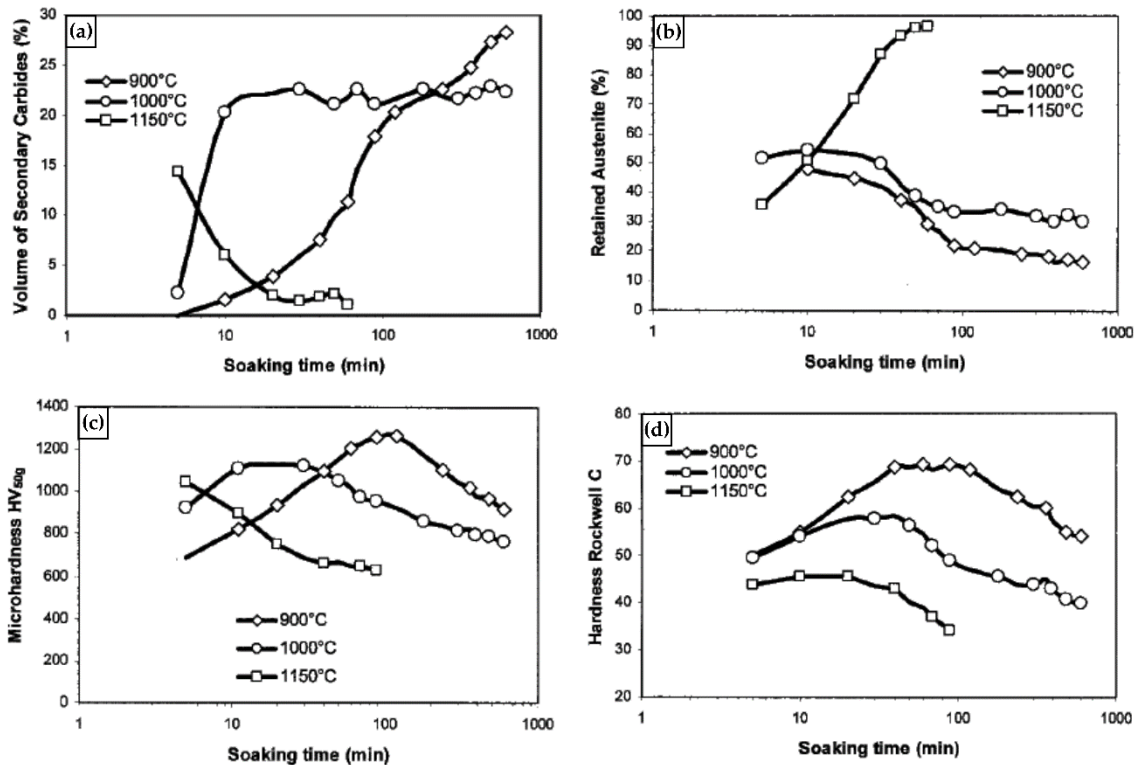 (a)
Volume of Secondary Carbides (%)
30
25
20
15
10
5
0
900°C
1000°C
1150°C
1
10
100
1000
Soaking time (min)
(b)
Retained Austenite (%)
100
90
80
70
60
50
40
30
20
10
0
900°C
1000°C
1150°C
1
10
100
1000
Soaking time (min)
(c)
Microhardness HV50g
1400
1200
1000
800
600
400
200
0
900°C
1000°C
1150°C
1
10
100
1000
Soaking time (min)
(d)
Hardness Rockwell C
80
70
60
50
40
30
20
900°C
1000°C
1150°C
1
10
100
1000
Soaking time (min)